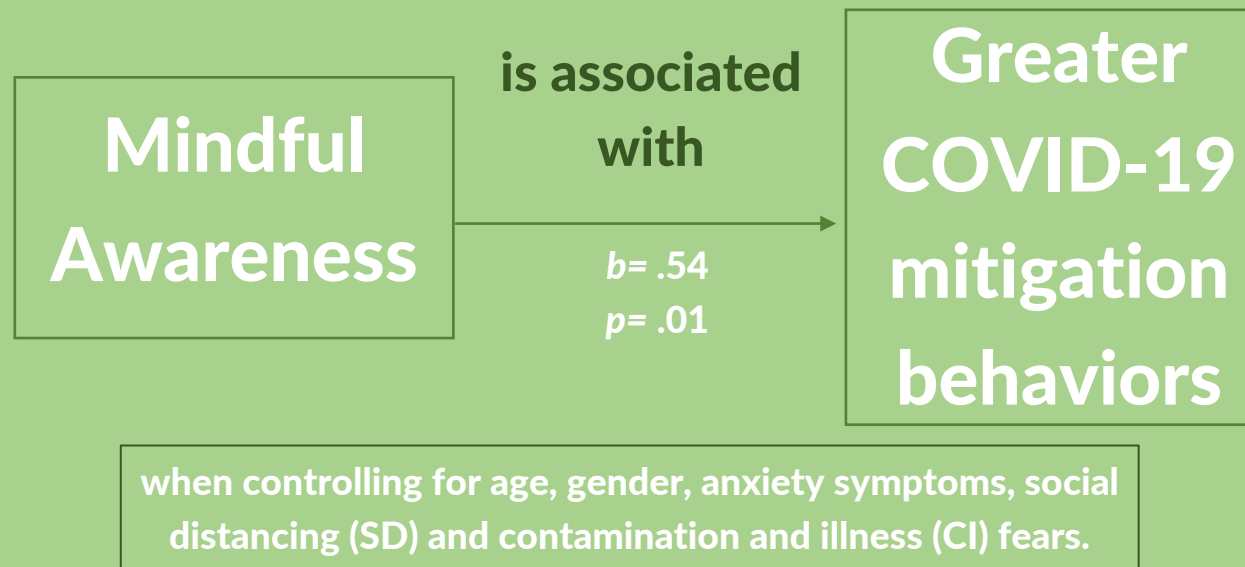 Mindful
Awareness
is associated
with
b= .54
p= .01
Greater
COVID-19
mitigation
behaviors
when controlling for age, gender, anxiety symptoms, social
distancing (SD) and contamination and illness (CI) fears.